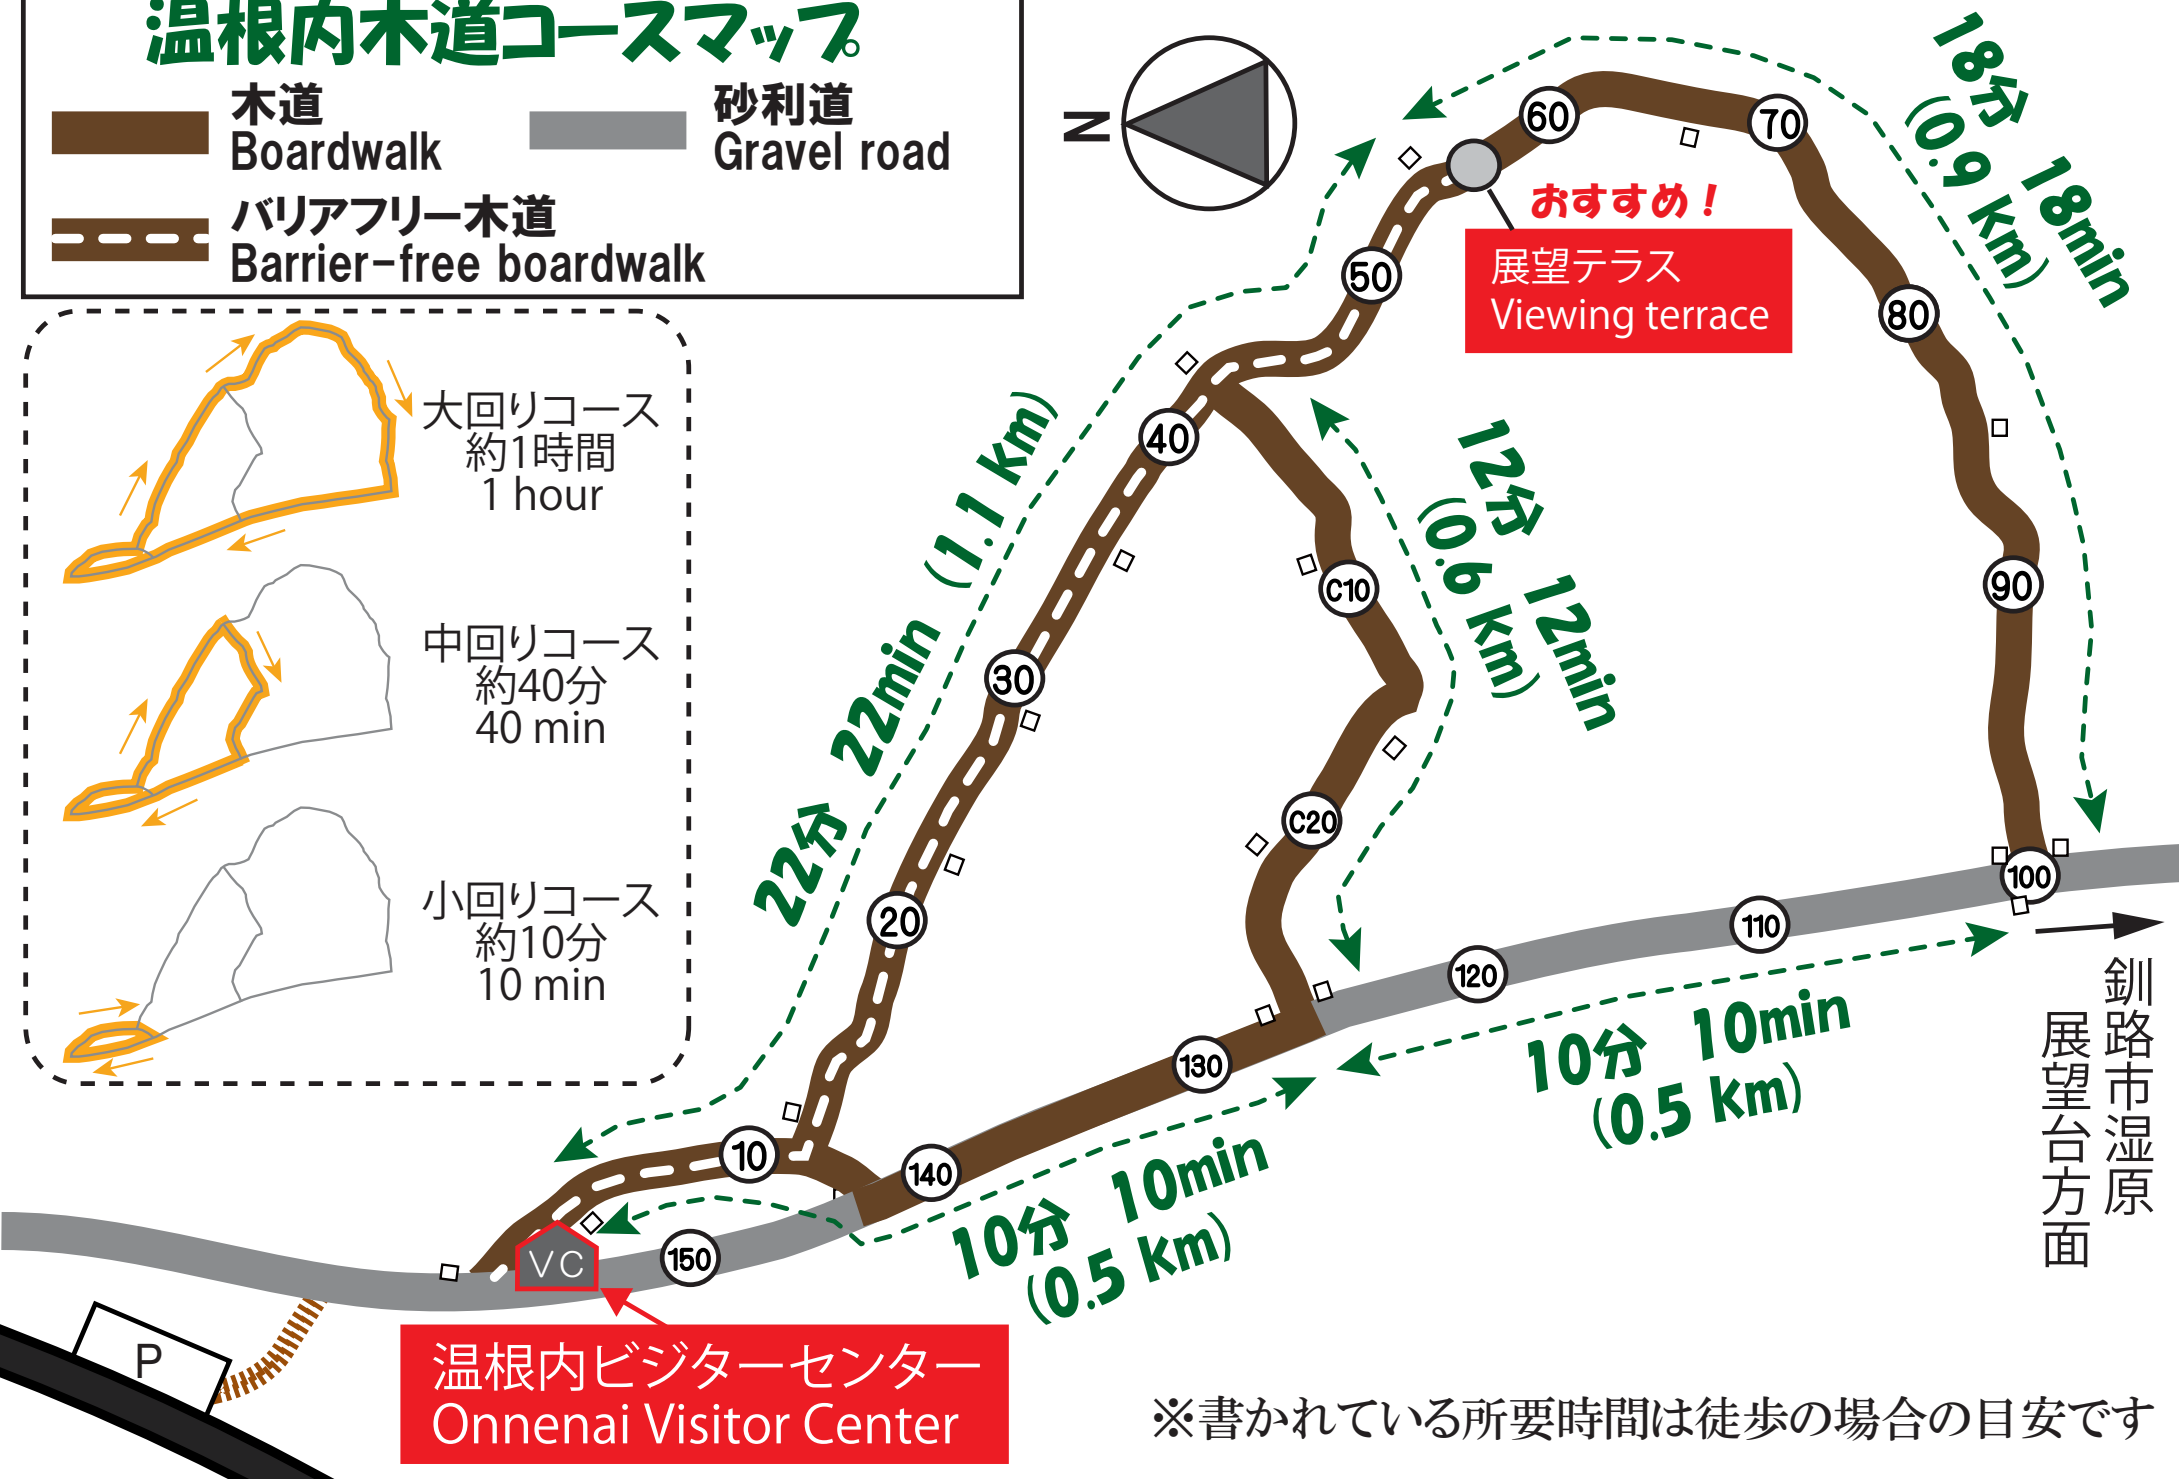 温根内木道コースマップ
木道
Boardwalk
砂利道
Gravel road
バリアフリー木道
Barrier-free boardwalk
N
大回りコース
約1時間
1 hour
中回りコース
約40分
40 min
小回りコース
約10分
10 min
おすすめ！
展望テラス
Viewing terrace
18分 18min
(0.9 km)
12分 12min
(0.6 km)
22分 22min (1.1 km)
10分 10min
(0.5 km)
10分 10min
(0.5 km)
10
20
30
40
50
60
70
80
90
100
110
120
130
140
150
C10
C20
釧路市湿原
展望台方面
VC
P
温根内ビジターセンター
Onnenai Visitor Center
※書かれている所要時間は徒歩の場合の目安です